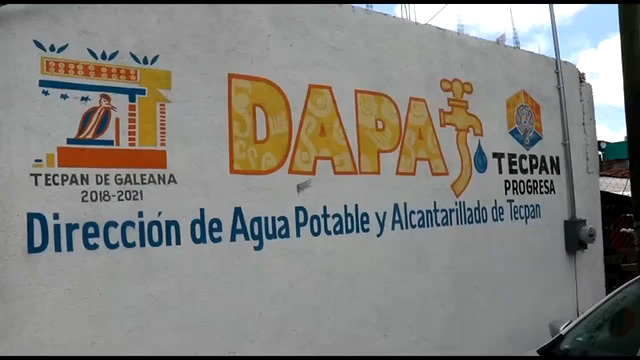 TECPAN DE GALEANA
2018-2021
DAPAT
TECPAN
PROGRESA
Dirección de Agua Potable y Alcantarillado de Tecpan